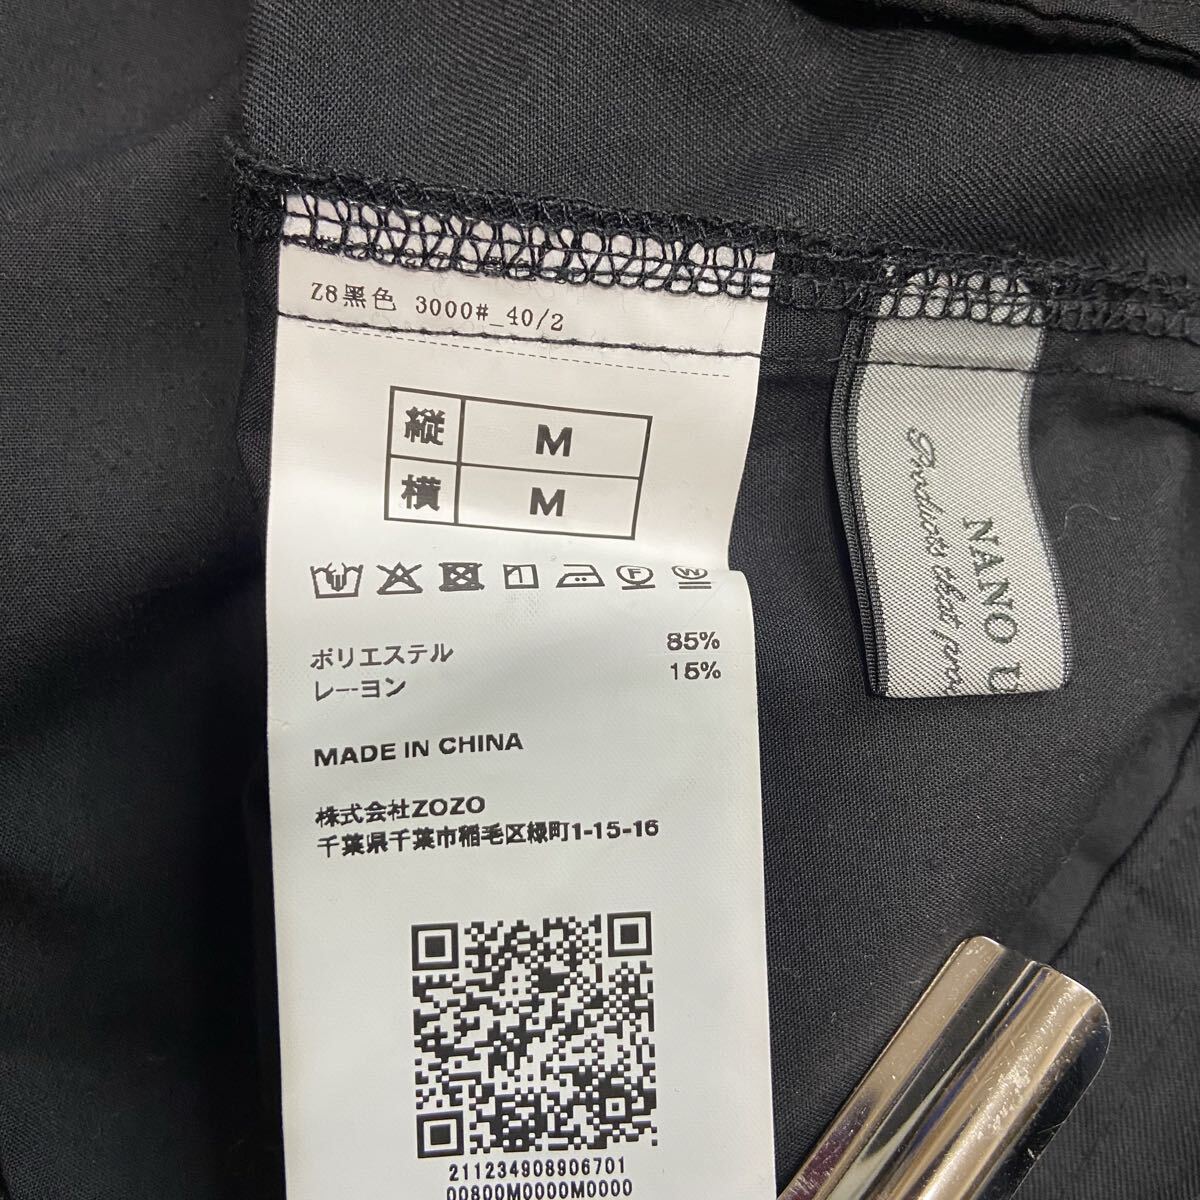 Z8黑色 3000#_40/2
縦 M
横 M
F W
ポリエステル 85%
レーヨン 15%
MADE IN CHINA
株式会社ZOZO
千葉県千葉市稲毛区緑町1-15-16
211234908906701
00800M0000M0000
NANO U
Products that